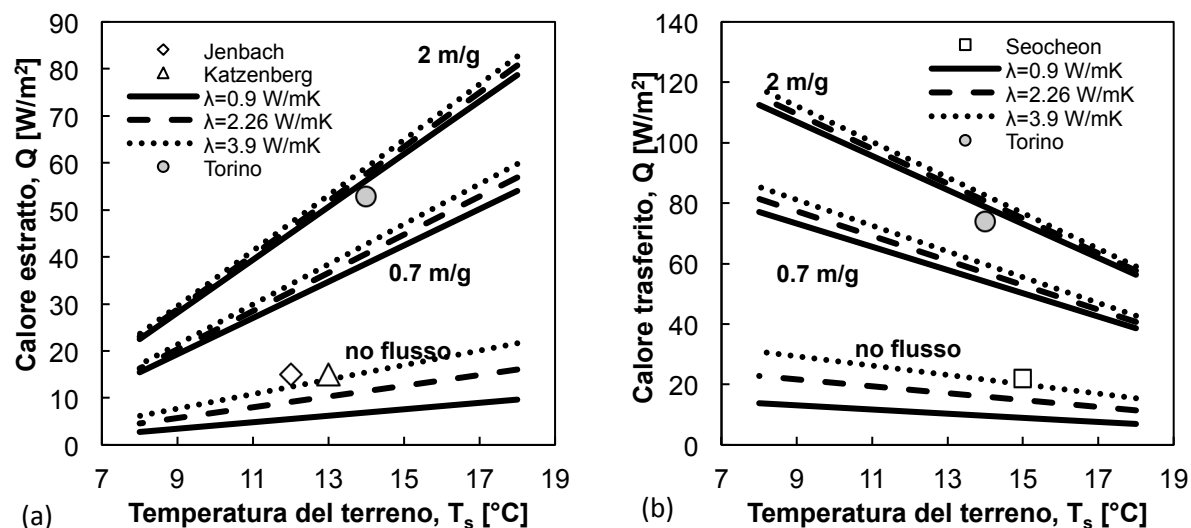 90
80
70
60
50
40
30
20
10
0
Calore estratto, Q [W/m²]
Jenbach
Katzenberg
λ=0.9 W/mK
λ=2.26 W/mK
λ=3.9 W/mK
Torino
2 m/g
0.7 m/g
no flusso
7 9 11 13 15 17 19
Temperatura del terreno, Tₛ [°C]
(a)
140
120
100
80
60
40
20
0
Calore trasferito, Q [W/m²]
Seocheon
λ=0.9 W/mK
λ=2.26 W/mK
λ=3.9 W/mK
Torino
2 m/g
0.7 m/g
no flusso
7 9 11 13 15 17 19
Temperatura del terreno, Tₛ [°C]
(b)